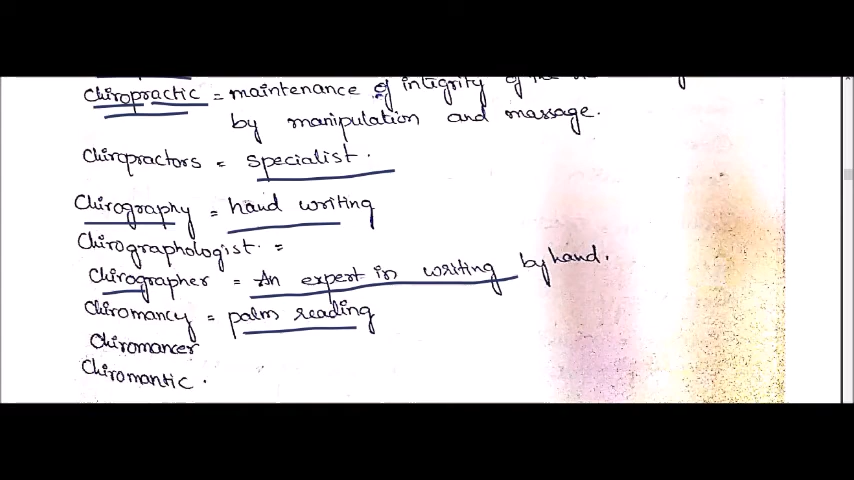 Chiropractic = maintenance of integrity of the
by manipulation and massage.
Chiropractors = Specialist.
Chirography = hand writing
Chirographologist. =
Chirographer = An expert in writing by hand.
Chiromancy = palm reading
Chiromancer
Chiromantic.